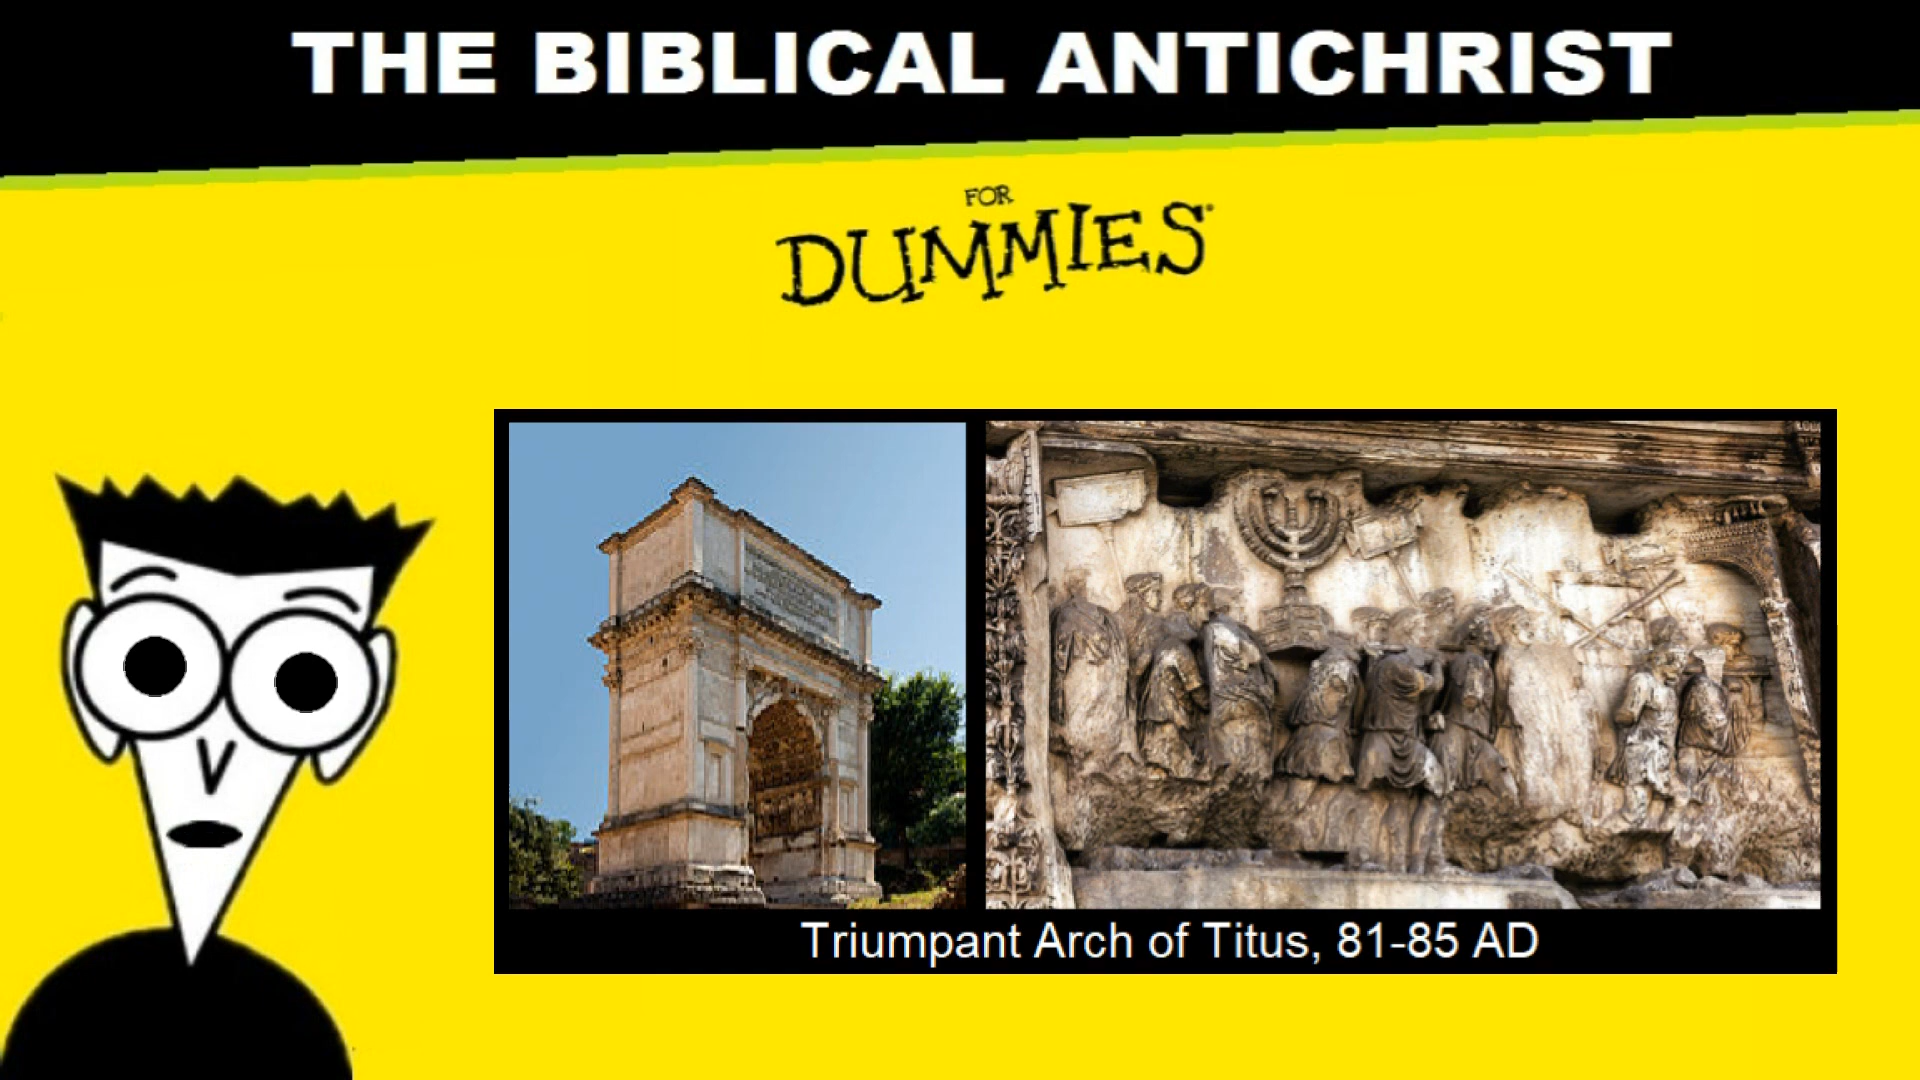 THE BIBLICAL ANTICHRIST
FOR
DUMMIES®
Triumpant Arch of Titus, 81-85 AD